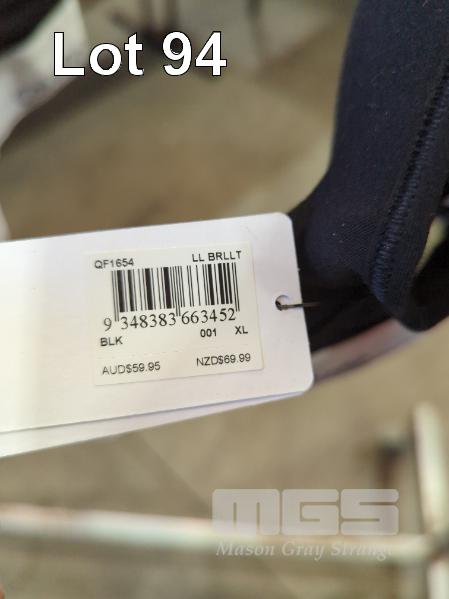 Lot 94
QF1654 LL BRLLT
9 348383 663452
BLK 001 XL
AUD$59.95 NZD$69.99
MGS
Mason Gray Strange